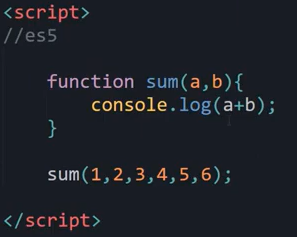 <script>
//es5
function sum(a,b){
console.log(a+b);
}
sum(1,2,3,4,5,6);
</script>